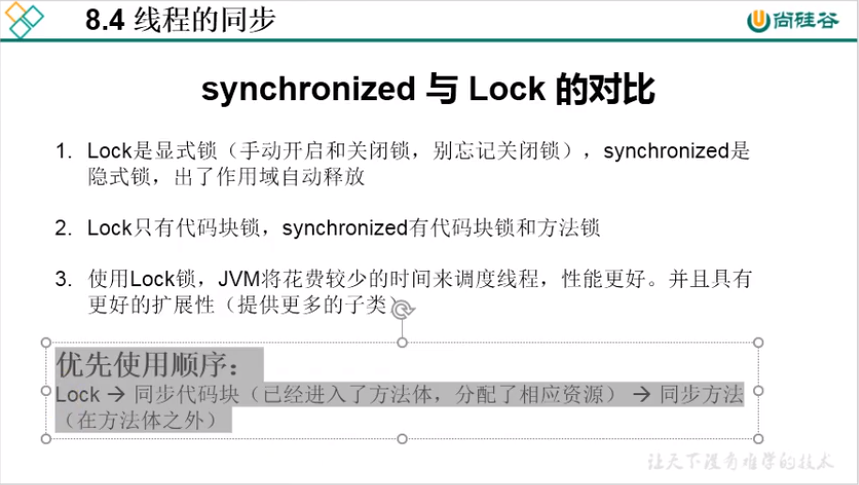 8.4 线程的同步
尚硅谷
synchronized 与 Lock 的对比
1. Lock是显式锁（手动开启和关闭锁，别忘记关闭锁），synchronized是
隐式锁，出了作用域自动释放
2. Lock只有代码块锁，synchronized有代码块锁和方法锁
3. 使用Lock锁，JVM将花费较少的时间来调度线程，性能更好。并且具有
更好的扩展性（提供更多的子类）
优先使用顺序：
Lock → 同步代码块（已经进入了方法体，分配了相应资源） → 同步方法
（在方法体之外）
让天下没有难学的技术